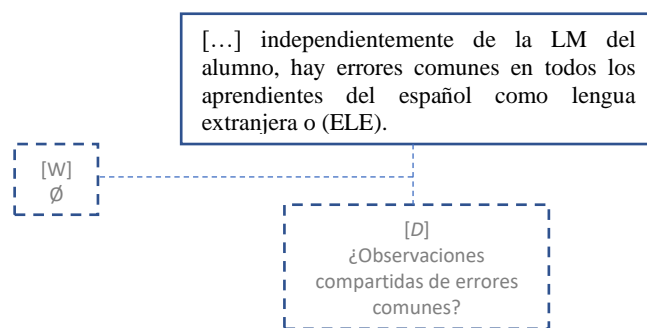 […] independientemente de la LM del
alumno, hay errores comunes en todos los
aprendientes del español como lengua
extranjera o (ELE).
[W]
Ø
[D]
¿Observaciones
compartidas de errores
comunes?